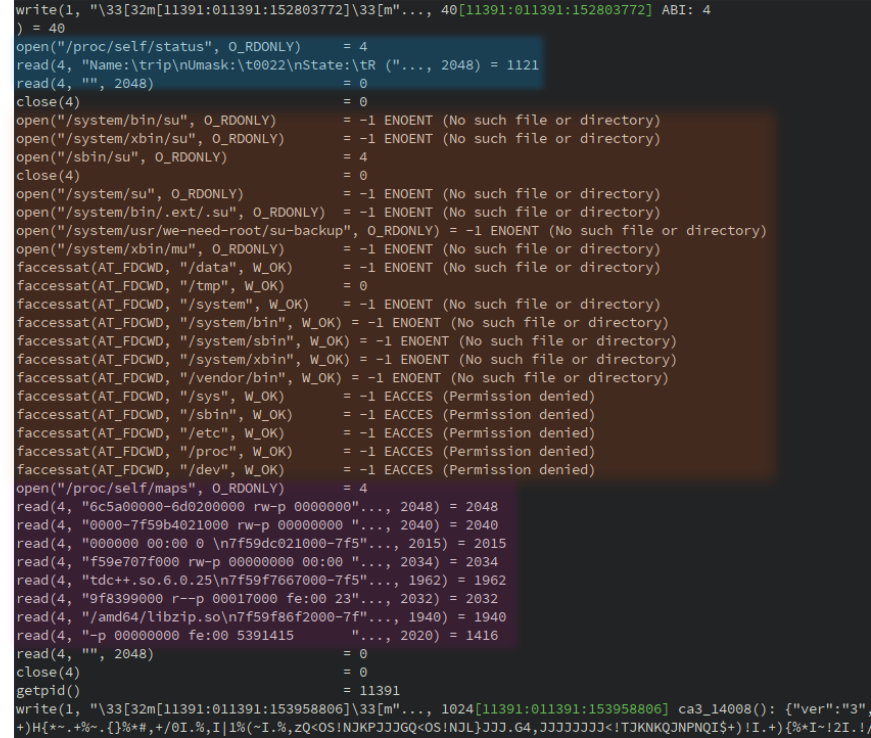 write(1, "\33[32m[11391:011391:152803772]\33[m"..., 40[11391:011391:152803772] ABI: 4
) = 40
open("/proc/self/status", O_RDONLY)     = 4
read(4, "Name:\trip\nUmask:\t0022\nState:\tR ("..., 2048) = 1121
read(4, "", 2048)                       = 0
close(4)                                = 0
open("/system/bin/su", O_RDONLY)        = -1 ENOENT (No such file or directory)
open("/system/xbin/su", O_RDONLY)       = -1 ENOENT (No such file or directory)
open("/sbin/su", O_RDONLY)              = 4
close(4)                                = 0
open("/system/su", O_RDONLY)            = -1 ENOENT (No such file or directory)
open("/system/bin/.ext/.su", O_RDONLY)  = -1 ENOENT (No such file or directory)
open("/system/usr/we-need-root/su-backup", O_RDONLY) = -1 ENOENT (No such file or directory)
open("/system/xbin/mu", O_RDONLY)       = -1 ENOENT (No such file or directory)
faccessat(AT_FDCWD, "/data", W_OK)      = -1 ENOENT (No such file or directory)
faccessat(AT_FDCWD, "/tmp", W_OK)       = 0
faccessat(AT_FDCWD, "/system", W_OK)    = -1 ENOENT (No such file or directory)
faccessat(AT_FDCWD, "/system/bin", W_OK) = -1 ENOENT (No such file or directory)
faccessat(AT_FDCWD, "/system/sbin", W_OK) = -1 ENOENT (No such file or directory)
faccessat(AT_FDCWD, "/system/xbin", W_OK) = -1 ENOENT (No such file or directory)
faccessat(AT_FDCWD, "/vendor/bin", W_OK) = -1 ENOENT (No such file or directory)
faccessat(AT_FDCWD, "/sys", W_OK)       = -1 EACCES (Permission denied)
faccessat(AT_FDCWD, "/sbin", W_OK)      = -1 EACCES (Permission denied)
faccessat(AT_FDCWD, "/etc", W_OK)       = -1 EACCES (Permission denied)
faccessat(AT_FDCWD, "/proc", W_OK)      = -1 EACCES (Permission denied)
faccessat(AT_FDCWD, "/dev", W_OK)       = -1 EACCES (Permission denied)
open("/proc/self/maps", O_RDONLY)       = 4
read(4, "6c5a00000-6d0200000 rw-p 0000000"..., 2048) = 2048
read(4, "0000-7f59b4021000 rw-p 00000000 "..., 2040) = 2040
read(4, "000000 00:00 0 \n7f59dc021000-7f5"..., 2015) = 2015
read(4, "f59e707f000 rw-p 00000000 00:00 "..., 2034) = 2034
read(4, "tdc++.so.6.0.25\n7f59f7667000-7f5"..., 1962) = 1962
read(4, "9f8399000 r--p 00017000 fe:00 23"..., 2032) = 2032
read(4, "/amd64/libzip.so\n7f59f86f2000-7f"..., 1940) = 1940
read(4, "-p 00000000 fe:00 5391415       "..., 2020) = 1416
read(4, "", 2048)                       = 0
close(4)                                = 0
getpid()                                = 11391
write(1, "\33[32m[11391:011391:153958806]\33[m"..., 1024[11391:011391:153958806] ca3_14008(): {"ver":"3",
+)H{*~.+%~.{}%*#,+/0I.%,I|1%(~I.%,zQ<OS!NJKPJJJGQ<OS!NJL}JJJ.G4,JJJJJJJJ<!TJKNKQJNPNQI$+)!I.+){%*I~!2I.!/